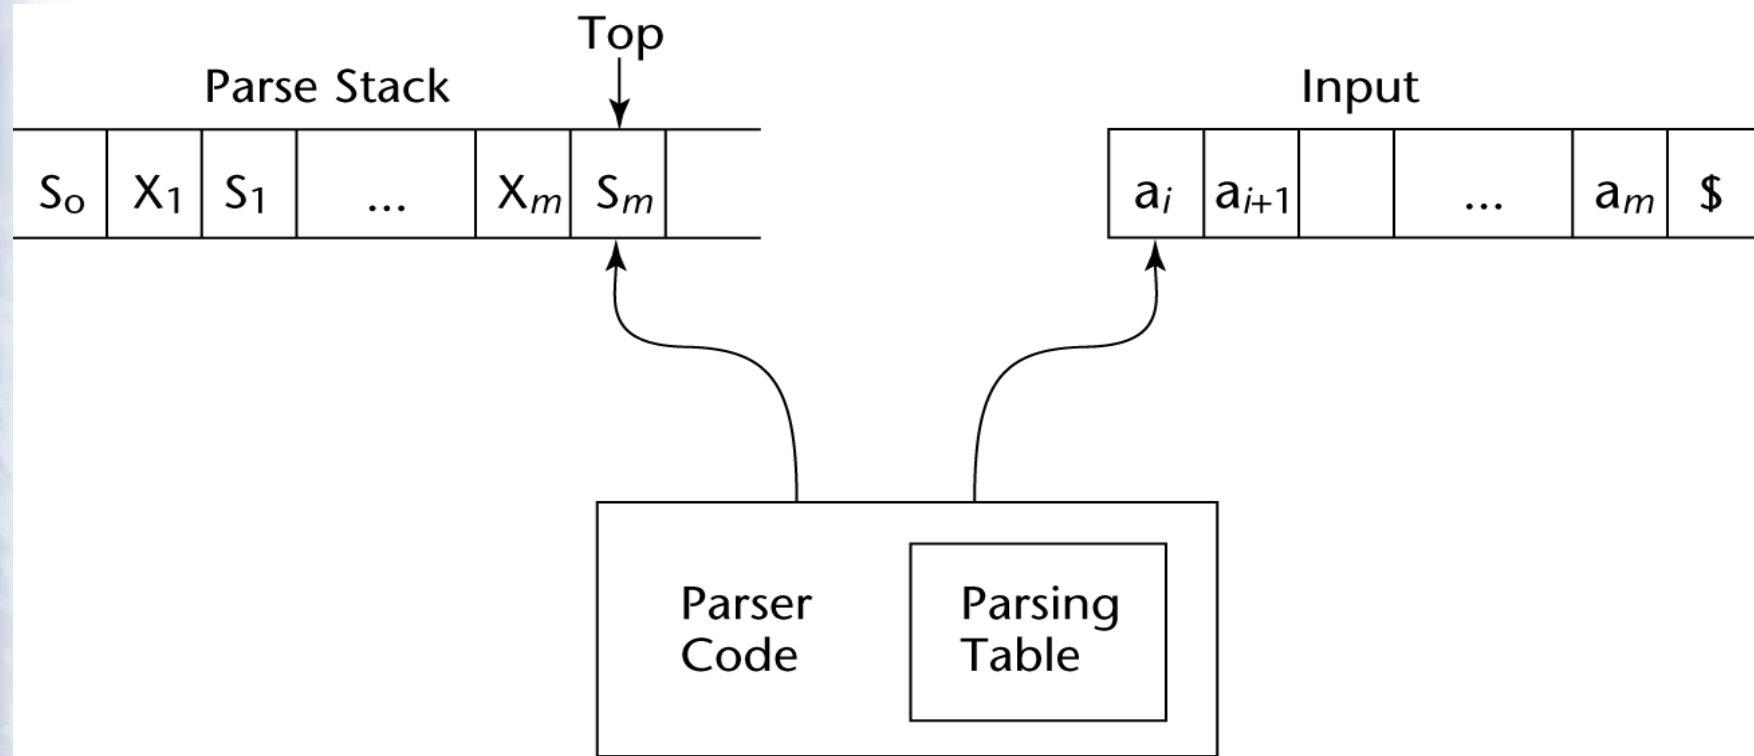 Top
Parse Stack
Input
S₀ X₁ S₁ ... Xₘ Sₘ
aᵢ aᵢ₊₁ ... aₘ $
Parser Code
Parsing Table